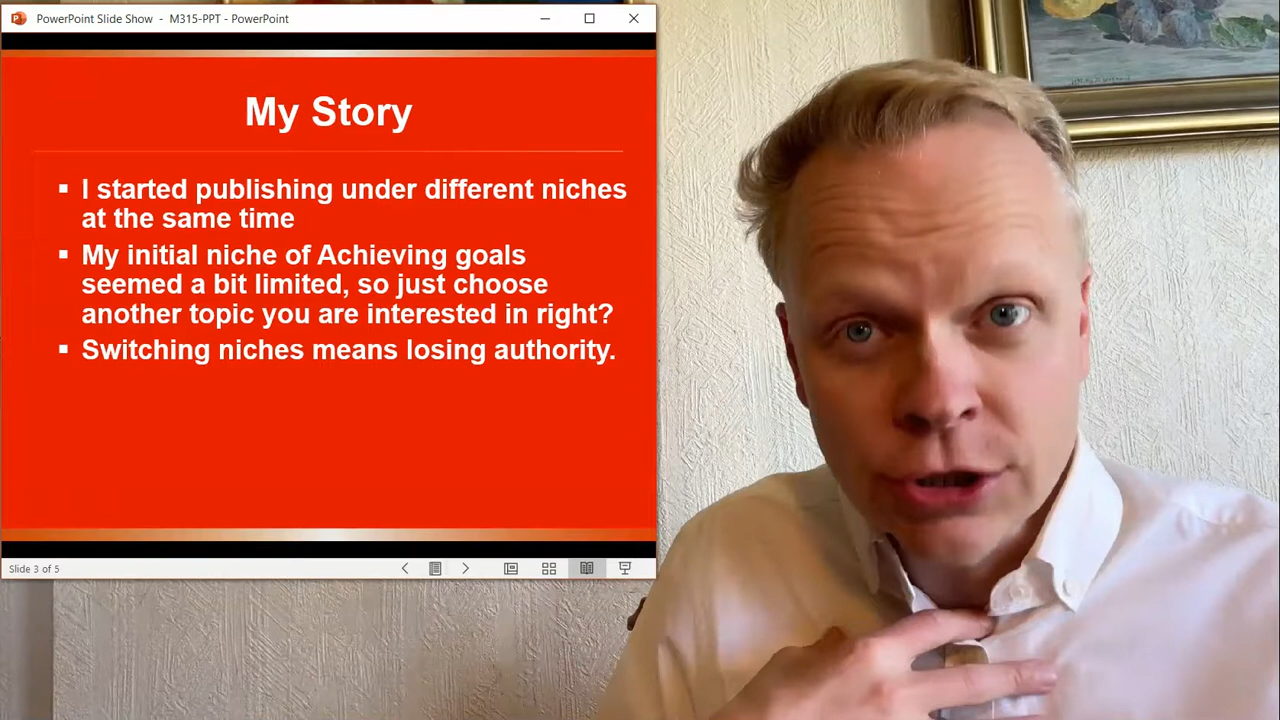 PowerPoint Slide Show - M315-PPT - PowerPoint
My Story
▪ I started publishing under different niches
at the same time
▪ My initial niche of Achieving goals
seemed a bit limited, so just choose
another topic you are interested in right?
▪ Switching niches means losing authority.
Slide 3 of 5